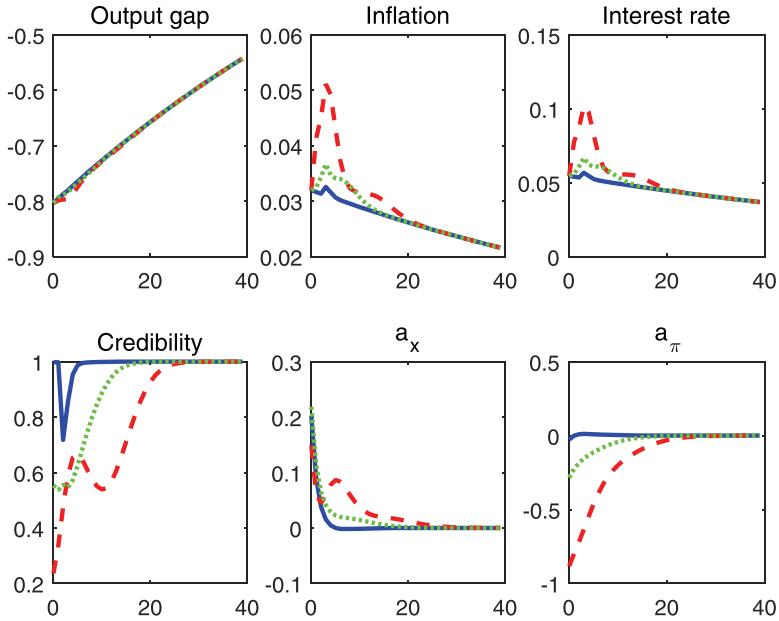 Output gap
-0.5
-0.6
-0.7
-0.8
-0.9
0 20 40
Inflation
0.06
0.05
0.04
0.03
0.02
0 20 40
Interest rate
0.15
0.1
0.05
0
0 20 40
Credibility
1
0.8
0.6
0.4
0.2
0 20 40
a_x
0.3
0.2
0.1
0
-0.1
0 20 40
a_π
0.5
0
-0.5
-1
0 20 40